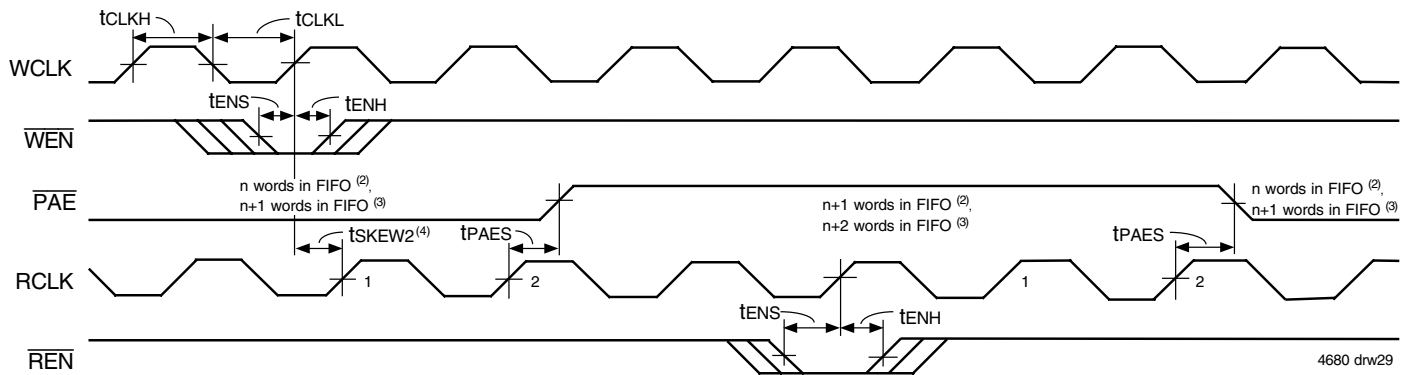 tCLKH
tCLKL
WCLK
tENS
tENH
WEN
n words in FIFO (2),
n+1 words in FIFO (3)
PAE
n+1 words in FIFO (2),
n+2 words in FIFO (3)
n words in FIFO (2),
n+1 words in FIFO (3)
tSKEW2(4)
tPAES
tPAES
RCLK
1
2
1
2
tENS
tENH
REN
4680 drw29